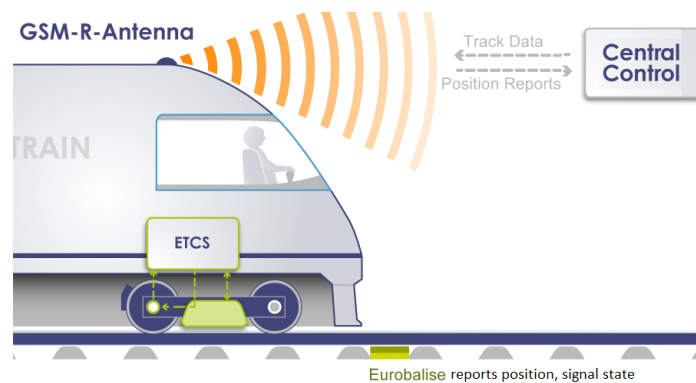 GSM-R-Antenna
Track Data
Position Reports
Central
Control
TRAIN
ETCS
Eurobalise reports position, signal state